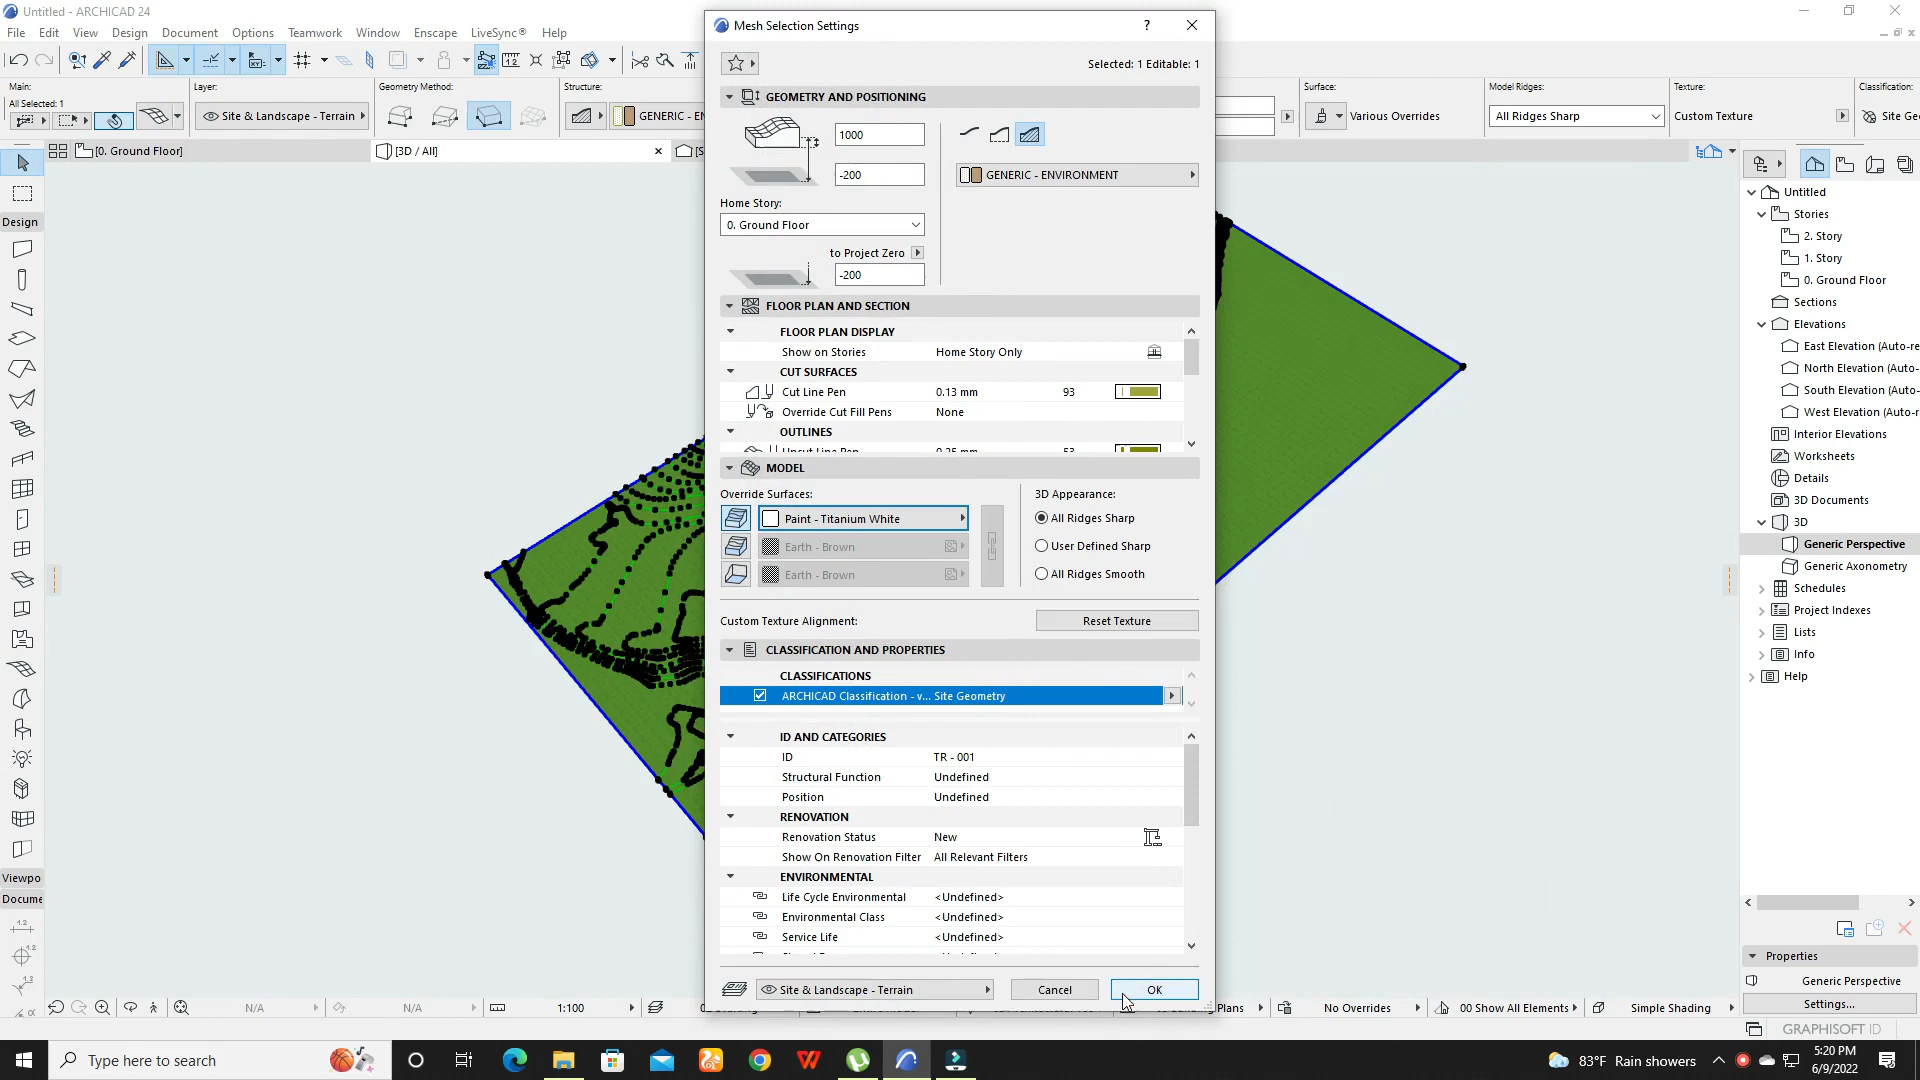 Untitled - ARCHICAD 24
File Edit View Design Document Options Teamwork Window Enscape LiveSync® Help
Main:
All Selected: 1
Layer:
Site & Landscape - Terrain
Geometry Method:
Structure:
GENERIC - EN
Surface:
Various Overrides
Model Ridges:
All Ridges Sharp
Texture:
Custom Texture
Classification:
Site Ge
[0. Ground Floor]
[3D / All]
Design
Viewpo
Docume
Mesh Selection Settings
Selected: 1 Editable: 1
GEOMETRY AND POSITIONING
1000
-200
GENERIC - ENVIRONMENT
Home Story:
0. Ground Floor
to Project Zero
-200
FLOOR PLAN AND SECTION
FLOOR PLAN DISPLAY
Show on Stories Home Story Only
CUT SURFACES
Cut Line Pen 0.13 mm 93
Override Cut Fill Pens None
OUTLINES
Uncut Line Pen 0.25 mm 53
MODEL
Override Surfaces:
Paint - Titanium White
Earth - Brown
Earth - Brown
3D Appearance:
All Ridges Sharp
User Defined Sharp
All Ridges Smooth
Custom Texture Alignment:
Reset Texture
CLASSIFICATION AND PROPERTIES
CLASSIFICATIONS
ARCHICAD Classification - v... Site Geometry
ID AND CATEGORIES
ID TR - 001
Structural Function Undefined
Position Undefined
RENOVATION
Renovation Status New
Show On Renovation Filter All Relevant Filters
ENVIRONMENTAL
Life Cycle Environmental <Undefined>
Environmental Class <Undefined>
Service Life <Undefined>
Site & Landscape - Terrain
Cancel
OK
Untitled
Stories
2. Story
1. Story
0. Ground Floor
Sections
Elevations
East Elevation (Auto-re
North Elevation (Auto-
South Elevation (Auto-r
West Elevation (Auto-r
Interior Elevations
Worksheets
Details
3D Documents
3D
Generic Perspective
Generic Axonometry
Schedules
Project Indexes
Lists
Info
Help
Properties
Generic Perspective
Settings...
GRAPHISOFT ID
N/A
N/A
1:100
Plans
No Overrides
00 Show All Elements
Simple Shading
Type here to search
83°F Rain showers
5:20 PM
6/9/2022